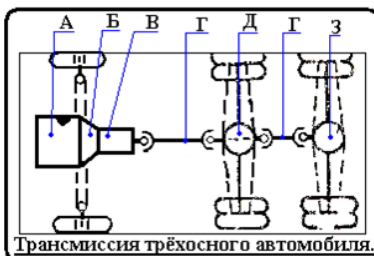 А Б В Г Д Г З
Трансмиссия трёхосного автомобиля.